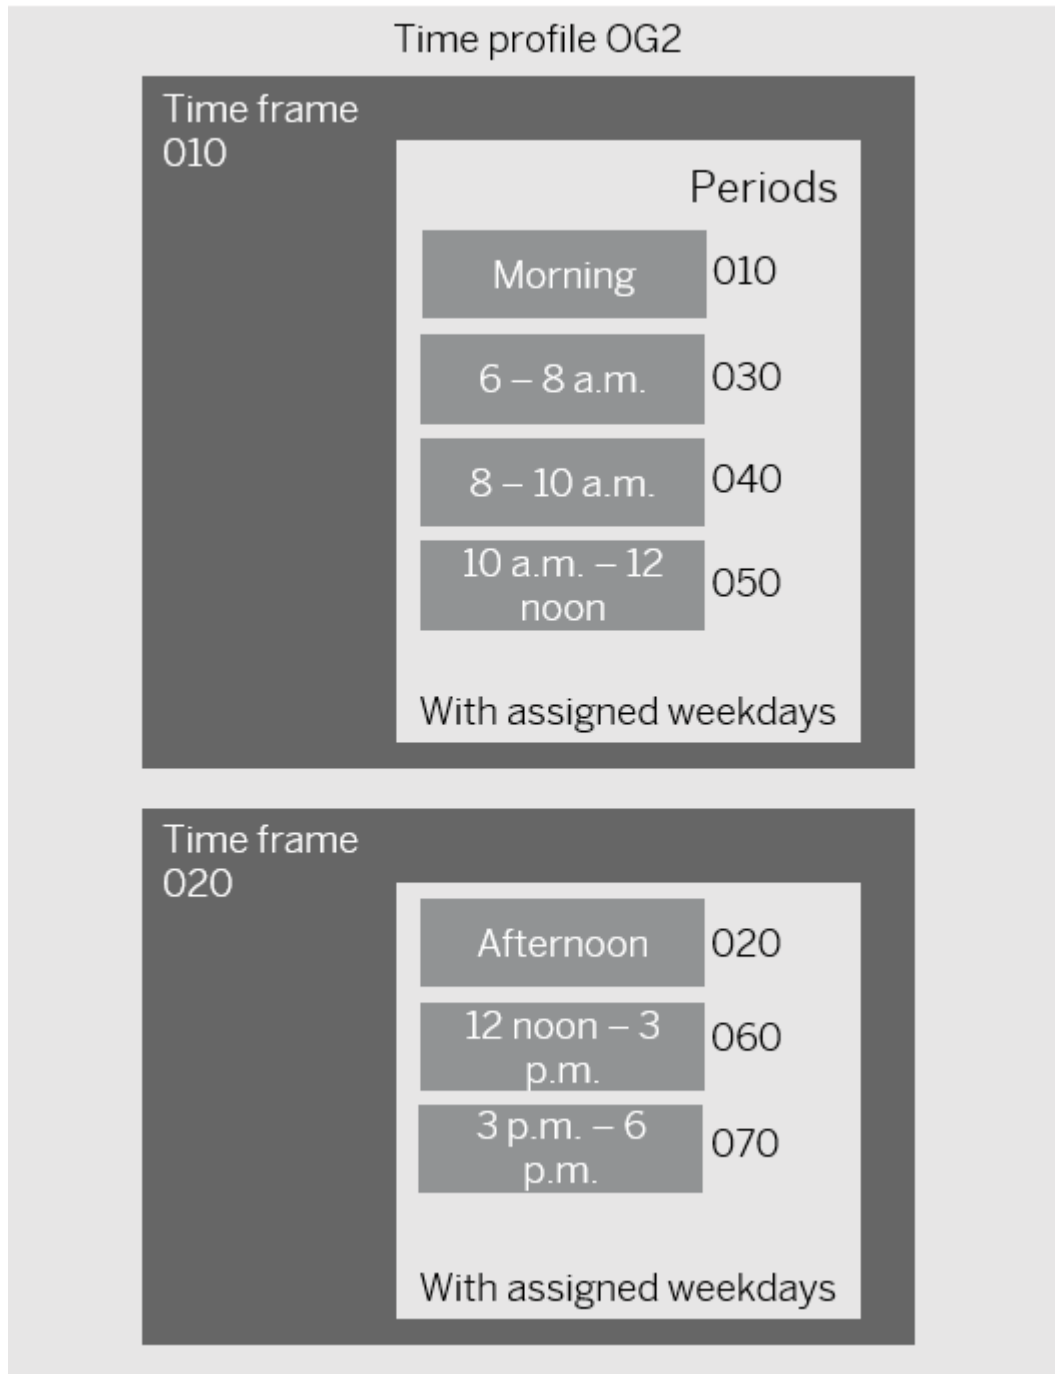 Time profile OG2
Time frame
010
Periods
Morning 010
6 – 8 a.m. 030
8 – 10 a.m. 040
10 a.m. – 12
noon
050
With assigned weekdays
Time frame
020
Afternoon 020
12 noon – 3
p.m.
060
3 p.m. – 6
p.m.
070
With assigned weekdays